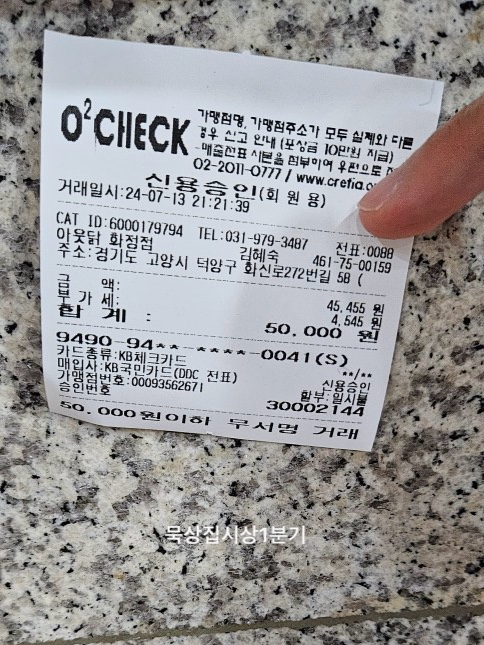 O²CHECK
가맹점명, 가맹점주소가 모두 실제와 다른
경우 신고 안내 (포상금 10만원 지급)
-매출전표 사본을 첨부하여 우편으로
02-2011-0777 / www.crefia.o
신용승인(회원용)
거래일시:24-07-13 21:21:39
CAT ID:6000179794 TEL:031-979-3487 전표:0088
아웃닭 화정점 김혜숙 461-75-00159
주소:경기도 고양시 덕양구 화신로272번길 58 (
금 액: 45,455 원
부 가 세: 4,545 원
합 계 : 50,000 원
9490-94**-****-0041(S)
카드종류:KB체크카드 **/**
매입사:KB국민카드(DDC 전표) 신용승인
가맹점번호:00093562671 할부:일시불
승인번호 30002144
50,000원이하 무서명 거래
묵상집시상1분기